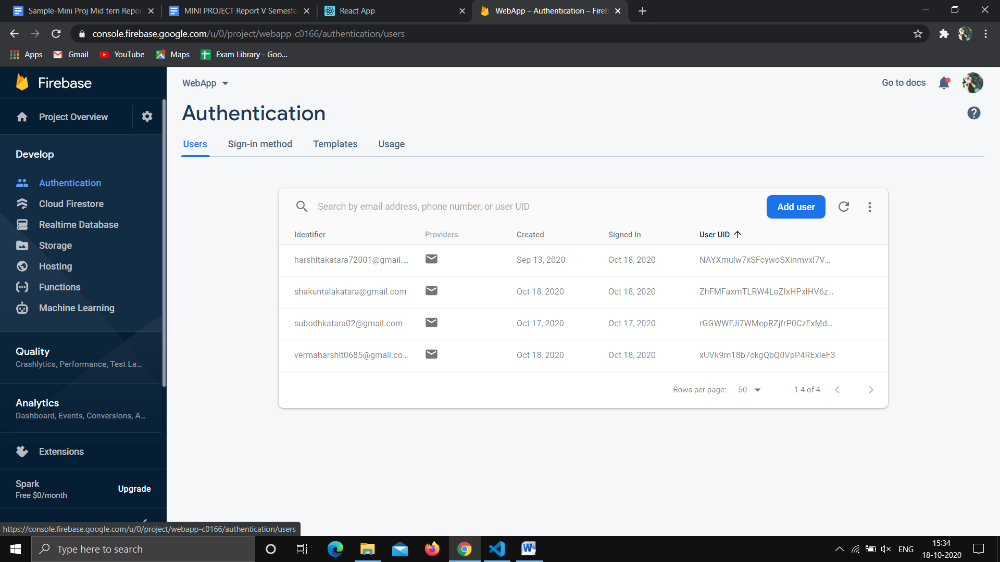 Sample-Mini Proj Mid tern Repor
MINI PROJECT Report V Semeste
React App
WebApp – Authentication – Fireb
console.firebase.google.com/u/0/project/webapp-c0166/authentication/users
Apps
Gmail
YouTube
Maps
Exam Library - Goo...
Firebase
Project Overview
Develop
Authentication
Cloud Firestore
Realtime Database
Storage
Hosting
Functions
Machine Learning
Quality
Crashlytics, Performance, Test La...
Analytics
Dashboard, Events, Conversions, A...
Extensions
Spark
Free $0/month
Upgrade
WebApp
Go to docs
Authentication
Users
Sign-in method
Templates
Usage
Search by email address, phone number, or user UID
Add user
Identifier Providers Created Signed In User UID
harshitakatara72001@gmail.... Sep 13, 2020 Oct 18, 2020 NAYXmulw7xSFcywoSXinmvxI7V...
shakuntalakatara@gmail.com Oct 18, 2020 Oct 18, 2020 ZhFMFaxmTLRW4LoZIxHPxlHV6z...
subodhkatara02@gmail.com Oct 17, 2020 Oct 17, 2020 rGGWWFJi7WMepRZjfrP0CzFxMd...
vermaharshit0685@gmail.co... Oct 18, 2020 Oct 18, 2020 xUVk9m18b7ckgQbQ0VpP4RExIeF3
Rows per page: 50 1-4 of 4
https://console.firebase.google.com/u/0/project/webapp-c0166/authentication/users
Type here to search
ENG
15:34
18-10-2020